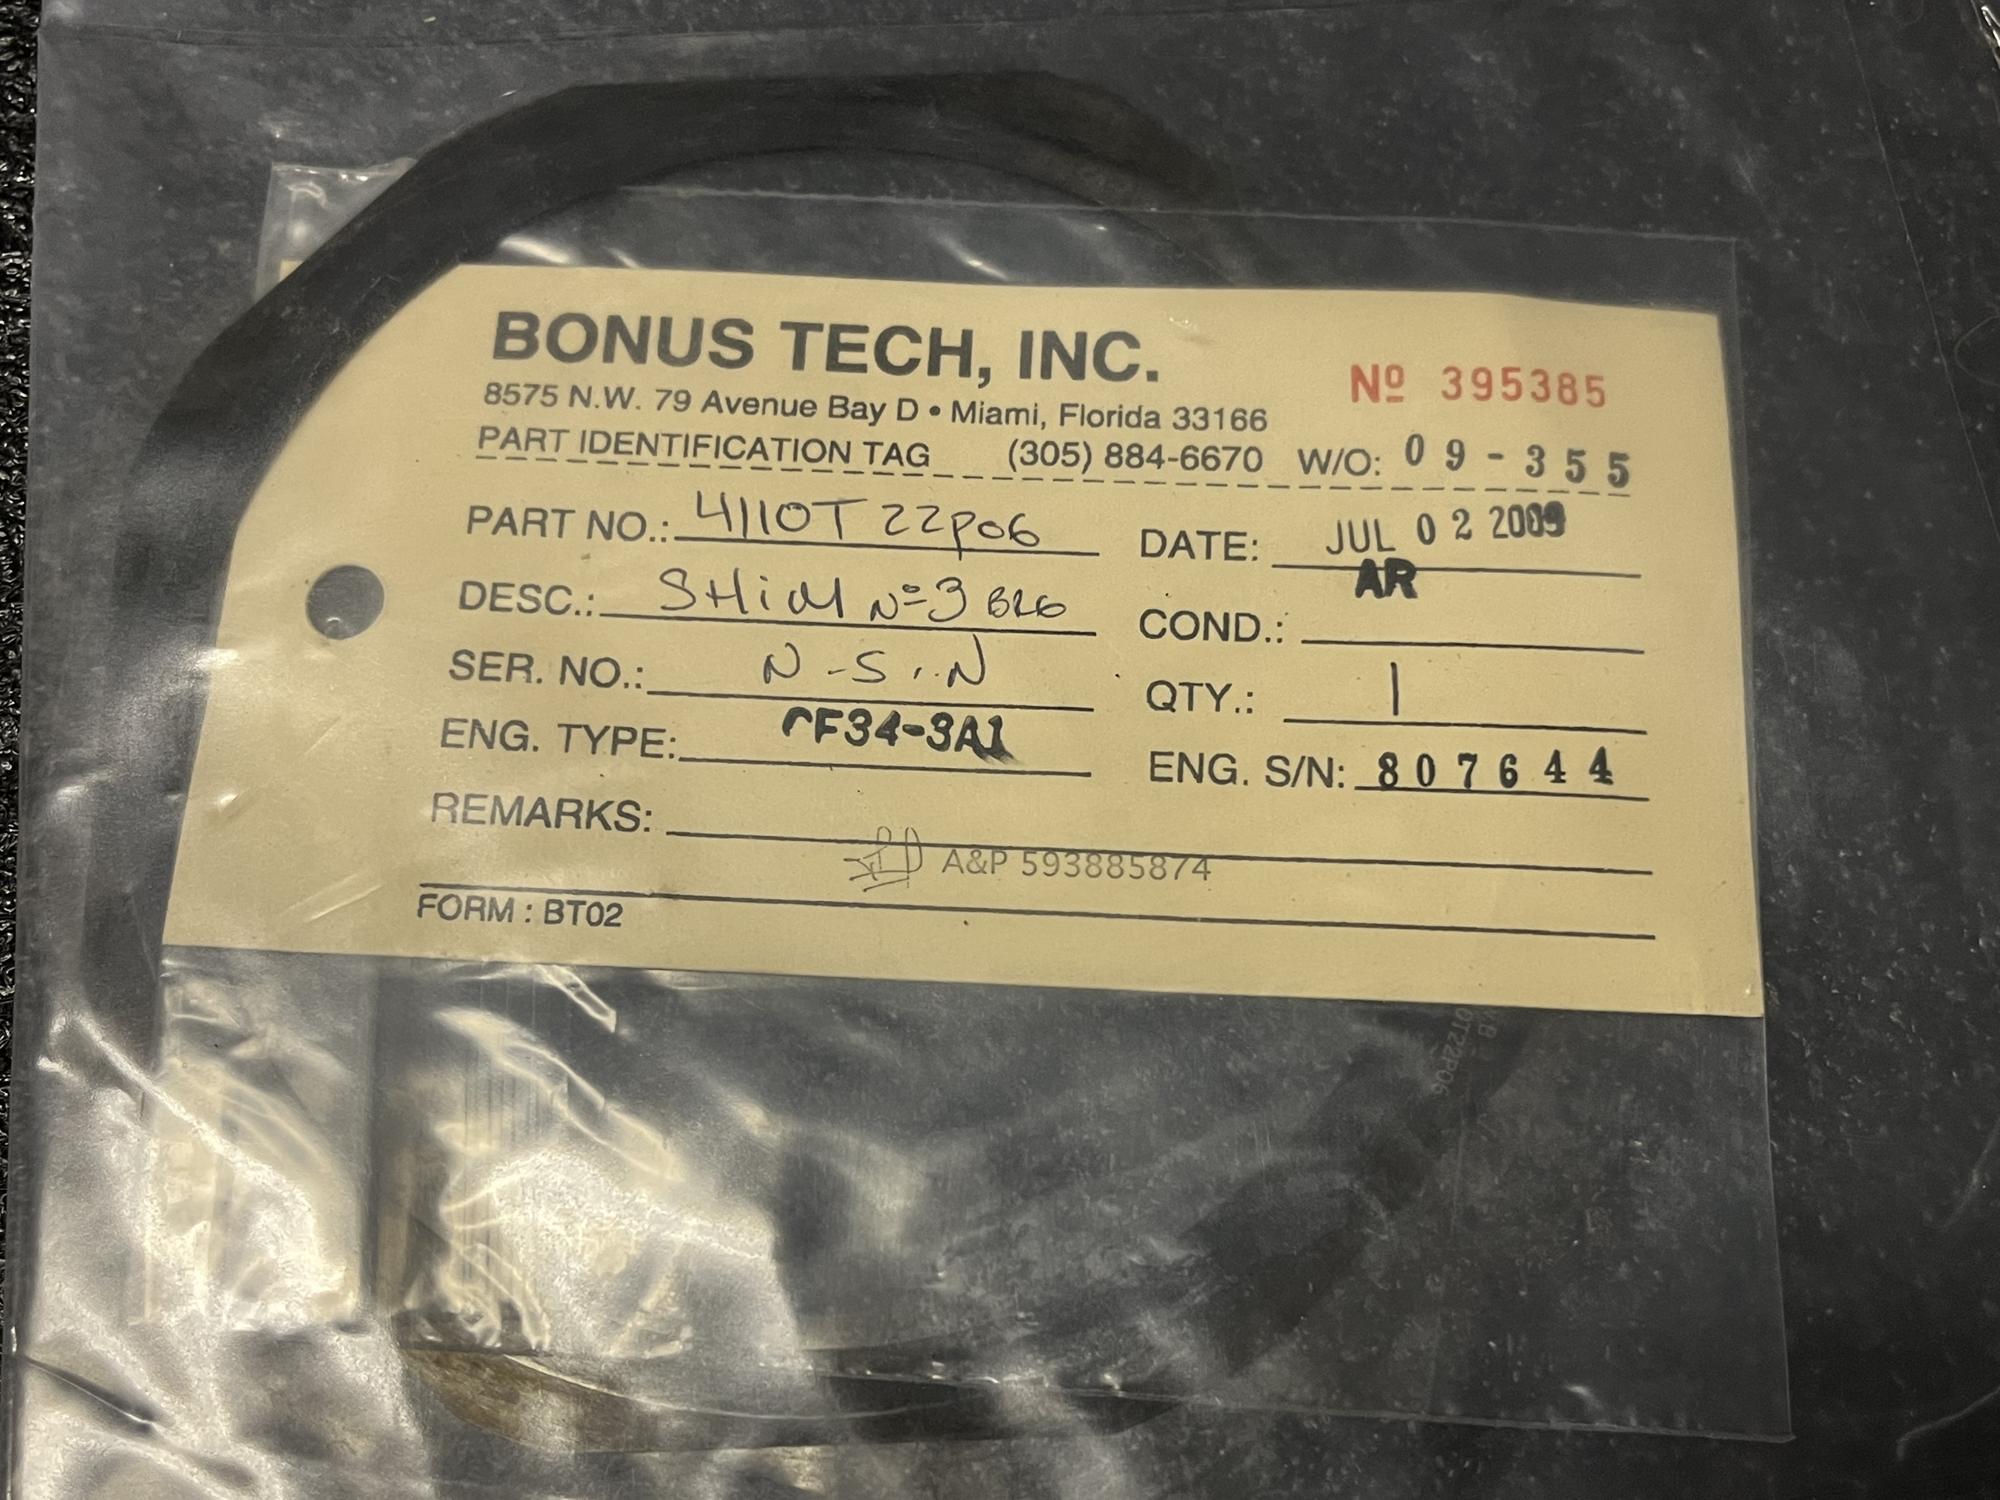 BONUS TECH, INC.
Nº 395385
8575 N.W. 79 Avenue Bay D • Miami, Florida 33166
PART IDENTIFICATION TAG (305) 884-6670 W/O: 09-355
PART NO.: 4110T22P06 DATE: JUL 02 2009
DESC.: SHIM Nº3 BRG COND.: AR
SER. NO.: N-S.N QTY.: 1
ENG. TYPE: CF34-3A1 ENG. S/N: 807644
REMARKS:
A&P 593885874
FORM : BT02
0T22P06